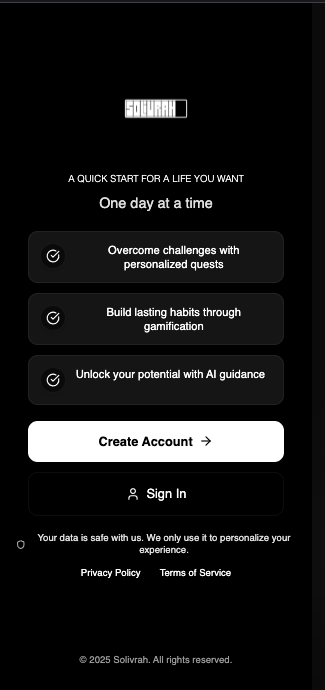 SOLIVRAH
A QUICK START FOR A LIFE YOU WANT
One day at a time
Overcome challenges with
personalized quests
Build lasting habits through
gamification
Unlock your potential with AI guidance
Create Account
Sign In
Your data is safe with us. We only use it to personalize your
experience.
Privacy Policy Terms of Service
© 2025 Solivrah. All rights reserved.